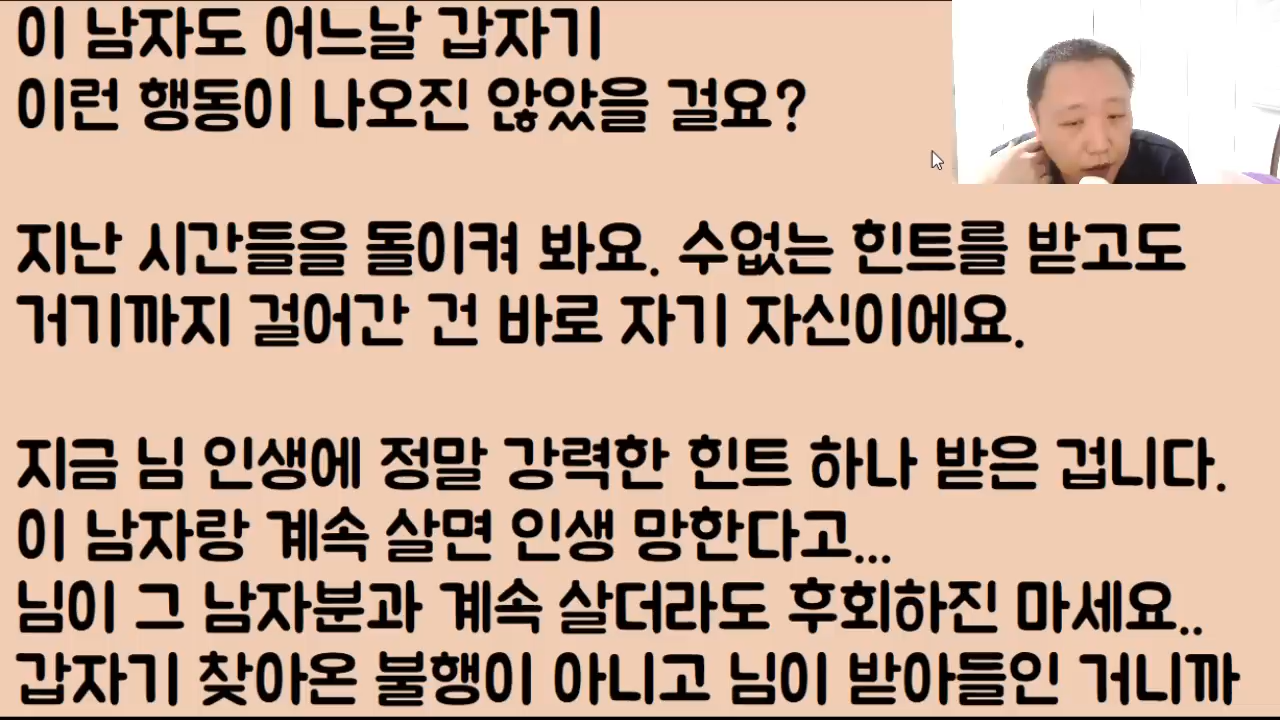 이 남자도 어느날 갑자기
이런 행동이 나오진 않았을 걸요?
지난 시간들을 돌이켜 봐요. 수없는 힌트를 받고도
거기까지 걸어간 건 바로 자기 자신이에요.
지금 님 인생에 정말 강력한 힌트 하나 받은 겁니다.
이 남자랑 계속 살면 인생 망한다고...
님이 그 남자분과 계속 살더라도 후회하진 마세요..
갑자기 찾아온 불행이 아니고 님이 받아들인 거니까